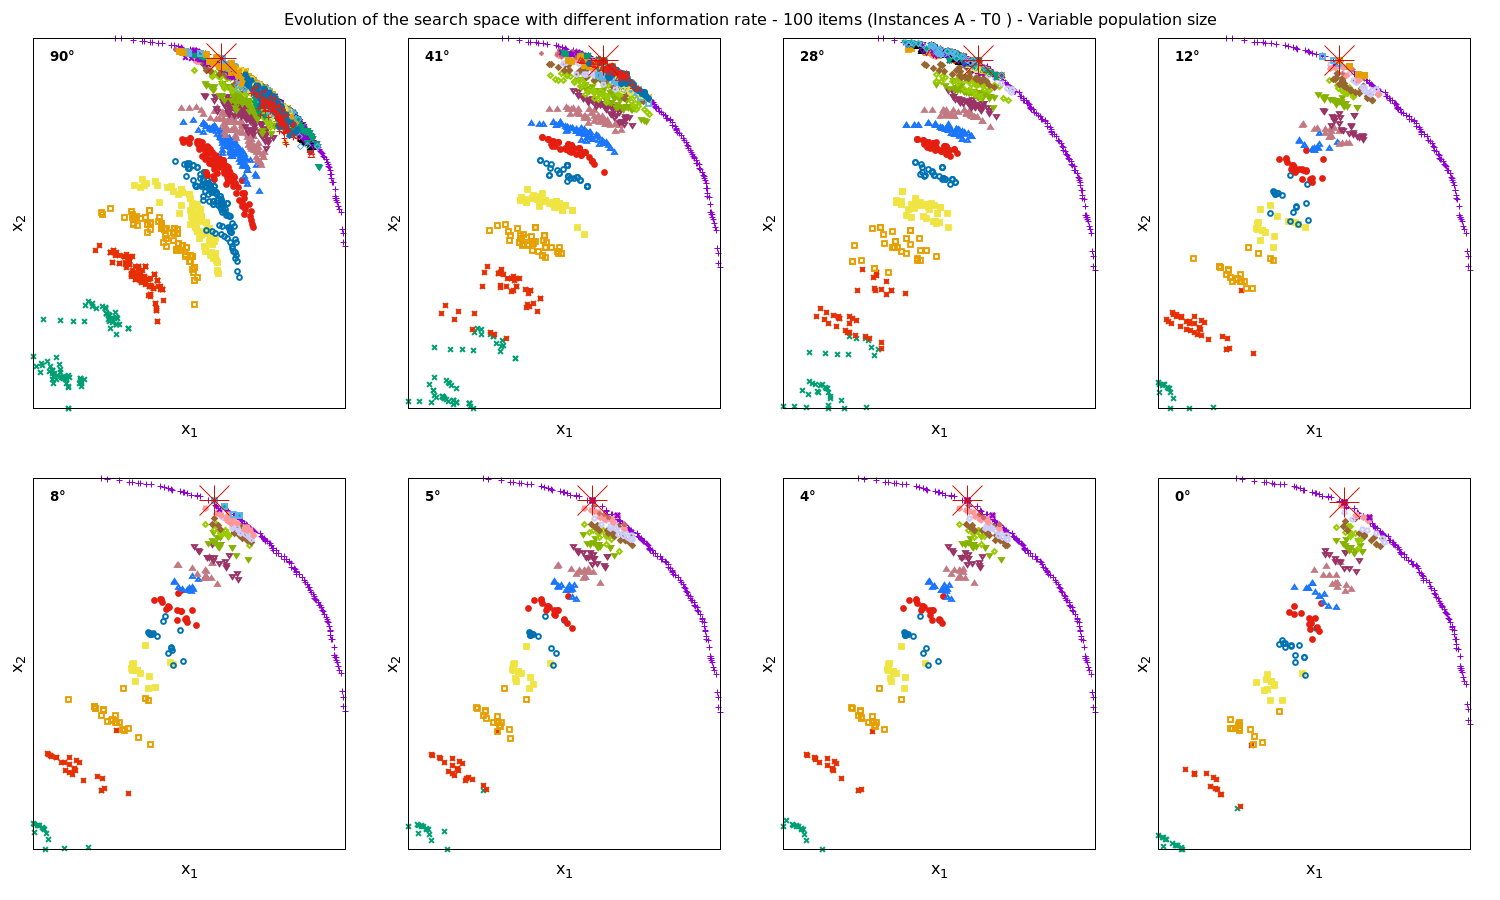 Evolution of the search space with different information rate - 100 items (Instances A - T0 ) - Variable population size
90° 41° 28° 12°
x₂ x₂ x₂ x₂
x₁ x₁ x₁ x₁
8° 5° 4° 0°
x₂ x₂ x₂ x₂
x₁ x₁ x₁ x₁